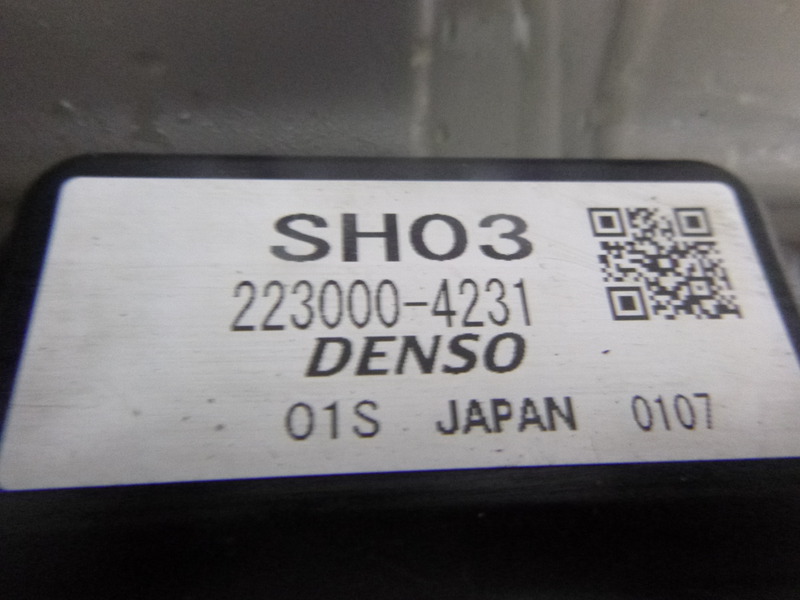 SH03
223000-4231
DENSO
01S JAPAN 0107